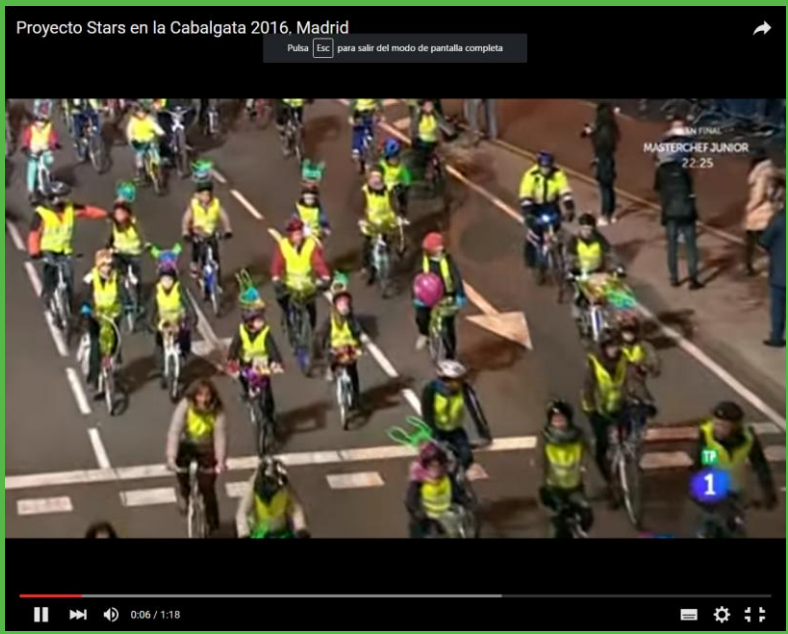 Proyecto Stars en la Cabalgata 2016, Madrid
Pulsa Esc para salir del modo de pantalla completa
FINAL
MASTERCHEF JUNIOR
22:25
TP
1
0:06 / 1:18